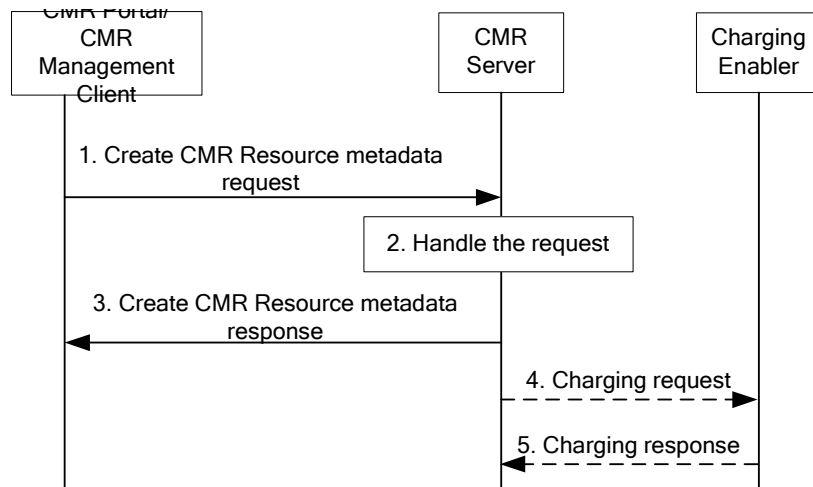 CMR Portal/
CMR
Management
Client
CMR
Server
Charging
Enabler
1. Create CMR Resource metadata
request
2. Handle the request
3. Create CMR Resource metadata
response
4. Charging request
5. Charging response